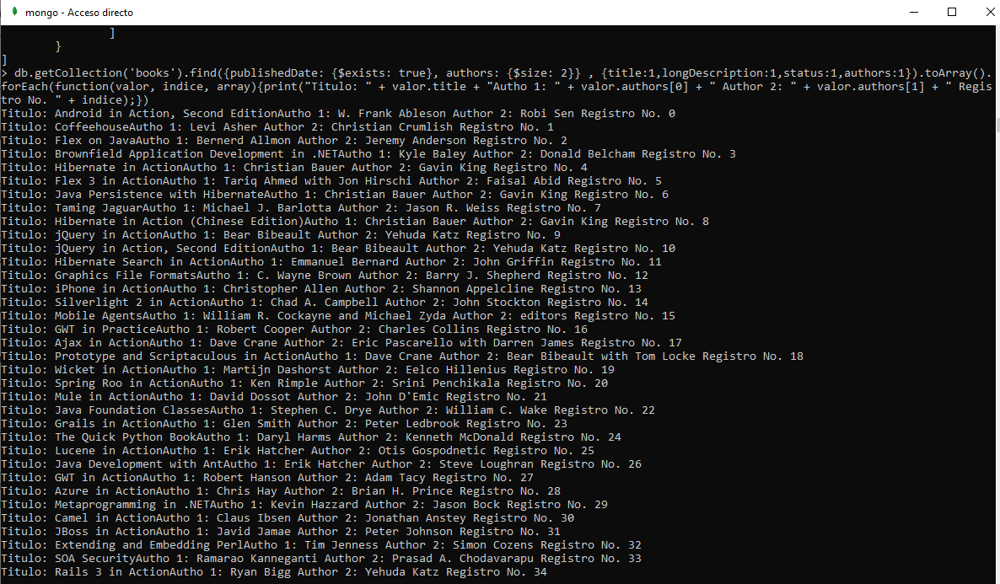 mongo - Acceso directo
]
}
]
> db.getCollection('books').find({publishedDate: {$exists: true}, authors: {$size: 2}} , {title:1,longDescription:1,status:1,authors:1}).toArray().
forEach(function(valor, indice, array){print("Titulo: " + valor.title + "Autho 1: " + valor.authors[0] + " Author 2: " + valor.authors[1] + " Regis
tro No. " + indice);})
Titulo: Android in Action, Second EditionAutho 1: W. Frank Ableson Author 2: Robi Sen Registro No. 0
Titulo: CoffeehouseAutho 1: Levi Asher Author 2: Christian Crumlish Registro No. 1
Titulo: Flex on JavaAutho 1: Bernerd Allmon Author 2: Jeremy Anderson Registro No. 2
Titulo: Brownfield Application Development in .NETAutho 1: Kyle Baley Author 2: Donald Belcham Registro No. 3
Titulo: Hibernate in ActionAutho 1: Christian Bauer Author 2: Gavin King Registro No. 4
Titulo: Flex 3 in ActionAutho 1: Tariq Ahmed with Jon Hirschi Author 2: Faisal Abid Registro No. 5
Titulo: Java Persistence with HibernateAutho 1: Christian Bauer Author 2: Gavin King Registro No. 6
Titulo: Taming JaguarAutho 1: Michael J. Barlotta Author 2: Jason R. Weiss Registro No. 7
Titulo: Hibernate in Action (Chinese Edition)Autho 1: Christian Bauer Author 2: Gavin King Registro No. 8
Titulo: jQuery in ActionAutho 1: Bear Bibeault Author 2: Yehuda Katz Registro No. 9
Titulo: jQuery in Action, Second EditionAutho 1: Bear Bibeault Author 2: Yehuda Katz Registro No. 10
Titulo: Hibernate Search in ActionAutho 1: Emmanuel Bernard Author 2: John Griffin Registro No. 11
Titulo: Graphics File FormatsAutho 1: C. Wayne Brown Author 2: Barry J. Shepherd Registro No. 12
Titulo: iPhone in ActionAutho 1: Christopher Allen Author 2: Shannon Appelcline Registro No. 13
Titulo: Silverlight 2 in ActionAutho 1: Chad A. Campbell Author 2: John Stockton Registro No. 14
Titulo: Mobile AgentsAutho 1: William R. Cockayne and Michael Zyda Author 2: editors Registro No. 15
Titulo: GWT in PracticeAutho 1: Robert Cooper Author 2: Charles Collins Registro No. 16
Titulo: Ajax in ActionAutho 1: Dave Crane Author 2: Eric Pascarello with Darren James Registro No. 17
Titulo: Prototype and Scriptaculous in ActionAutho 1: Dave Crane Author 2: Bear Bibeault with Tom Locke Registro No. 18
Titulo: Wicket in ActionAutho 1: Martijn Dashorst Author 2: Eelco Hillenius Registro No. 19
Titulo: Spring Roo in ActionAutho 1: Ken Rimple Author 2: Srini Penchikala Registro No. 20
Titulo: Mule in ActionAutho 1: David Dossot Author 2: John D'Emic Registro No. 21
Titulo: Java Foundation ClassesAutho 1: Stephen C. Drye Author 2: William C. Wake Registro No. 22
Titulo: Grails in ActionAutho 1: Glen Smith Author 2: Peter Ledbrook Registro No. 23
Titulo: The Quick Python BookAutho 1: Daryl Harms Author 2: Kenneth McDonald Registro No. 24
Titulo: Lucene in ActionAutho 1: Erik Hatcher Author 2: Otis Gospodnetic Registro No. 25
Titulo: Java Development with AntAutho 1: Erik Hatcher Author 2: Steve Loughran Registro No. 26
Titulo: GWT in ActionAutho 1: Robert Hanson Author 2: Adam Tacy Registro No. 27
Titulo: Azure in ActionAutho 1: Chris Hay Author 2: Brian H. Prince Registro No. 28
Titulo: Metaprogramming in .NETAutho 1: Kevin Hazzard Author 2: Jason Bock Registro No. 29
Titulo: Camel in ActionAutho 1: Claus Ibsen Author 2: Jonathan Anstey Registro No. 30
Titulo: JBoss in ActionAutho 1: Javid Jamae Author 2: Peter Johnson Registro No. 31
Titulo: Extending and Embedding PerlAutho 1: Tim Jenness Author 2: Simon Cozens Registro No. 32
Titulo: SOA SecurityAutho 1: Ramarao Kanneganti Author 2: Prasad A. Chodavarapu Registro No. 33
Titulo: Rails 3 in ActionAutho 1: Ryan Bigg Author 2: Yehuda Katz Registro No. 34